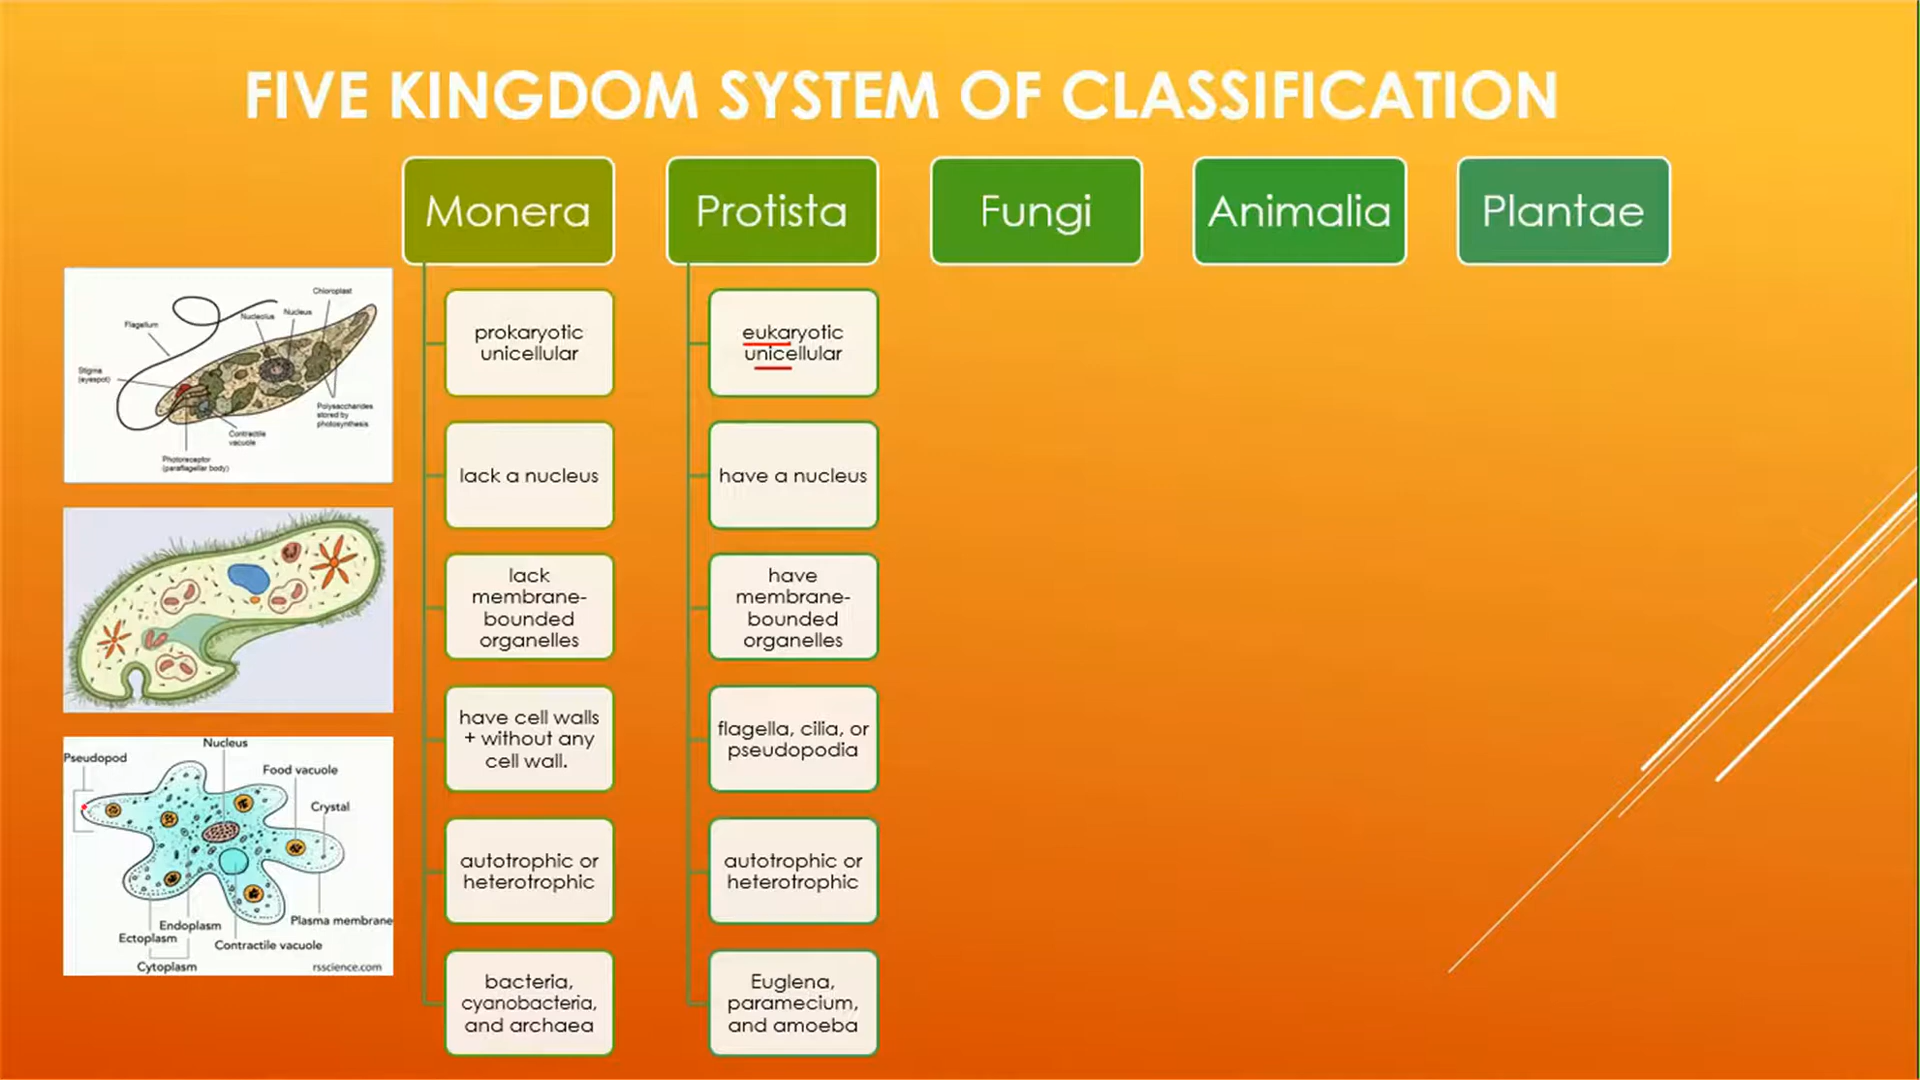 FIVE KINGDOM SYSTEM OF CLASSIFICATION
Monera
Protista
Fungi
Animalia
Plantae
Chloroplast
Nucleolus
Nucleus
Flagellum
Stigma
(eyespot)
Polysaccharides
stored by
photosynthesis
Contractile
vacuole
Photoreceptor
(paraflagellar body)
Nucleus
Pseudopod
Food vacuole
Crystal
Plasma membrane
Endoplasm
Ectoplasm
Contractile vacuole
Cytoplasm
rsscience.com
prokaryotic
unicellular
lack a nucleus
lack
membrane-
bounded
organelles
have cell walls
+ without any
cell wall.
autotrophic or
heterotrophic
bacteria,
cyanobacteria,
and archaea
eukaryotic
unicellular
have a nucleus
have
membrane-
bounded
organelles
flagella, cilia, or
pseudopodia
autotrophic or
heterotrophic
Euglena,
paramecium,
and amoeba